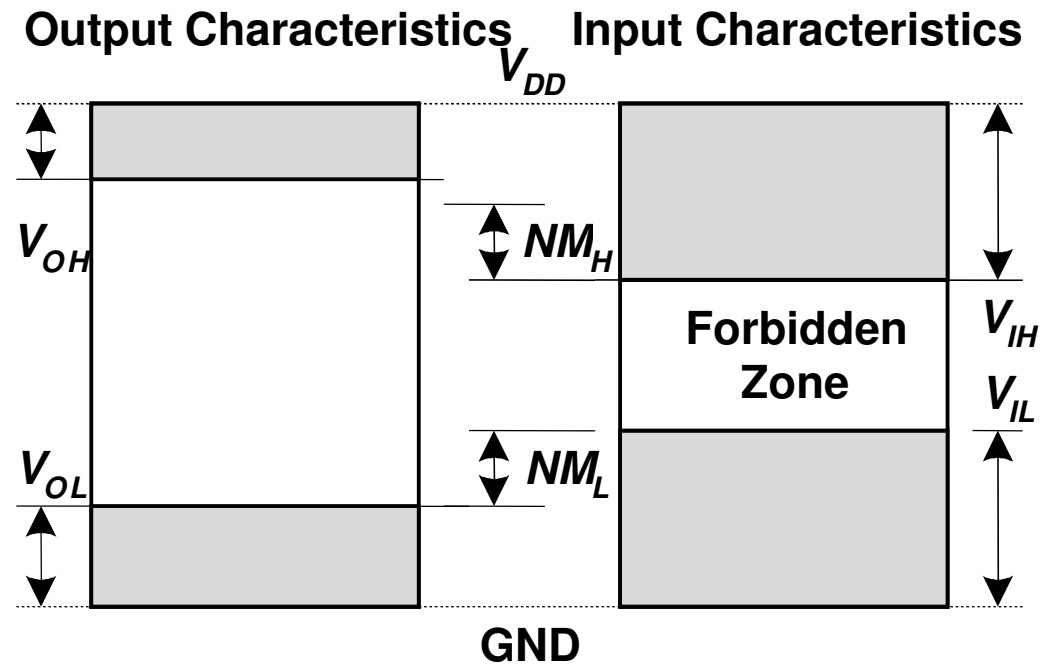 Output Characteristics
Input Characteristics
V_DD
V_OH
NM_H
Forbidden
Zone
V_IH
V_IL
V_OL
NM_L
GND